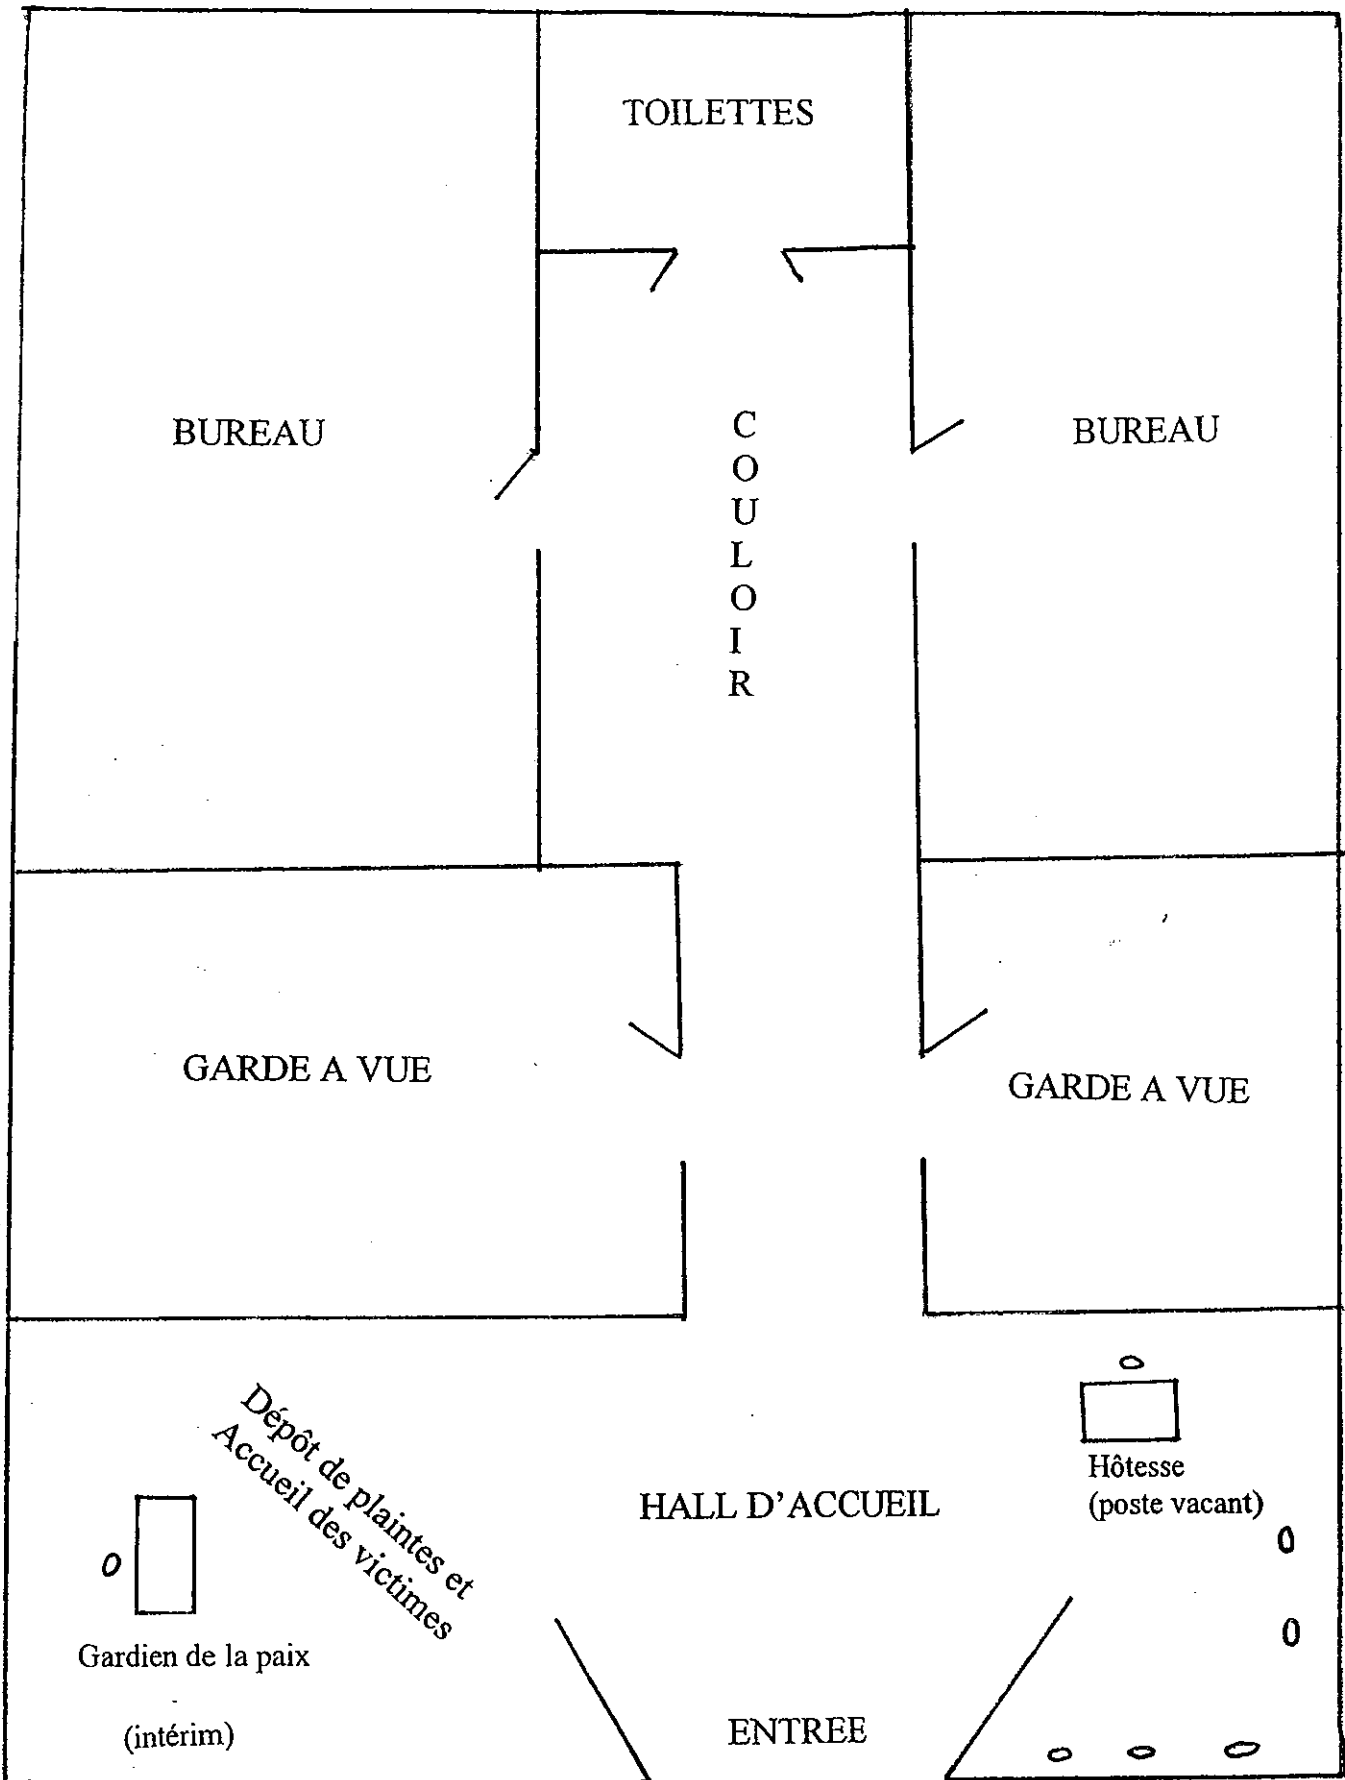 TOILETTES
BUREAU
C
O
U
L
O
I
R
BUREAU
GARDE A VUE
GARDE A VUE
Dépôt de plaintes et
Accueil des victimes
HALL D'ACCUEIL
Hôtesse
(poste vacant)
Gardien de la paix
(intérim)
ENTREE